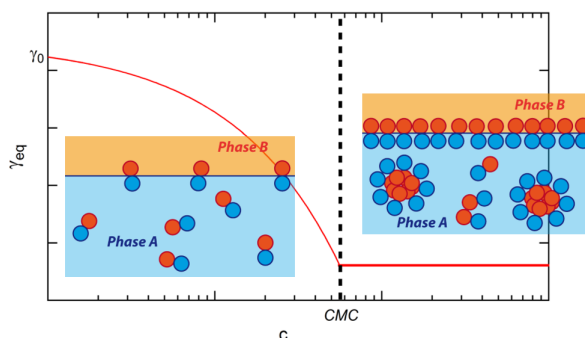 γ0
γeq
Phase B
Phase A
Phase B
Phase A
CMC
c